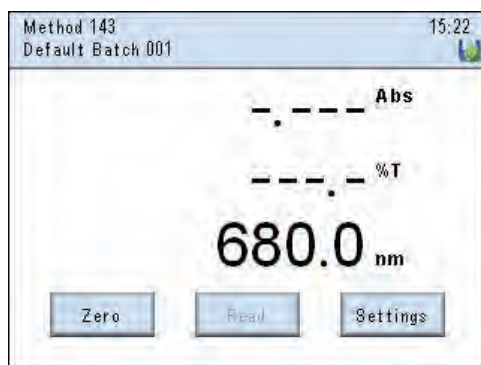 Method 143
15:22
Default Batch 001
-.--- Abs
---.- %T
680.0 nm
Zero
Read
Settings